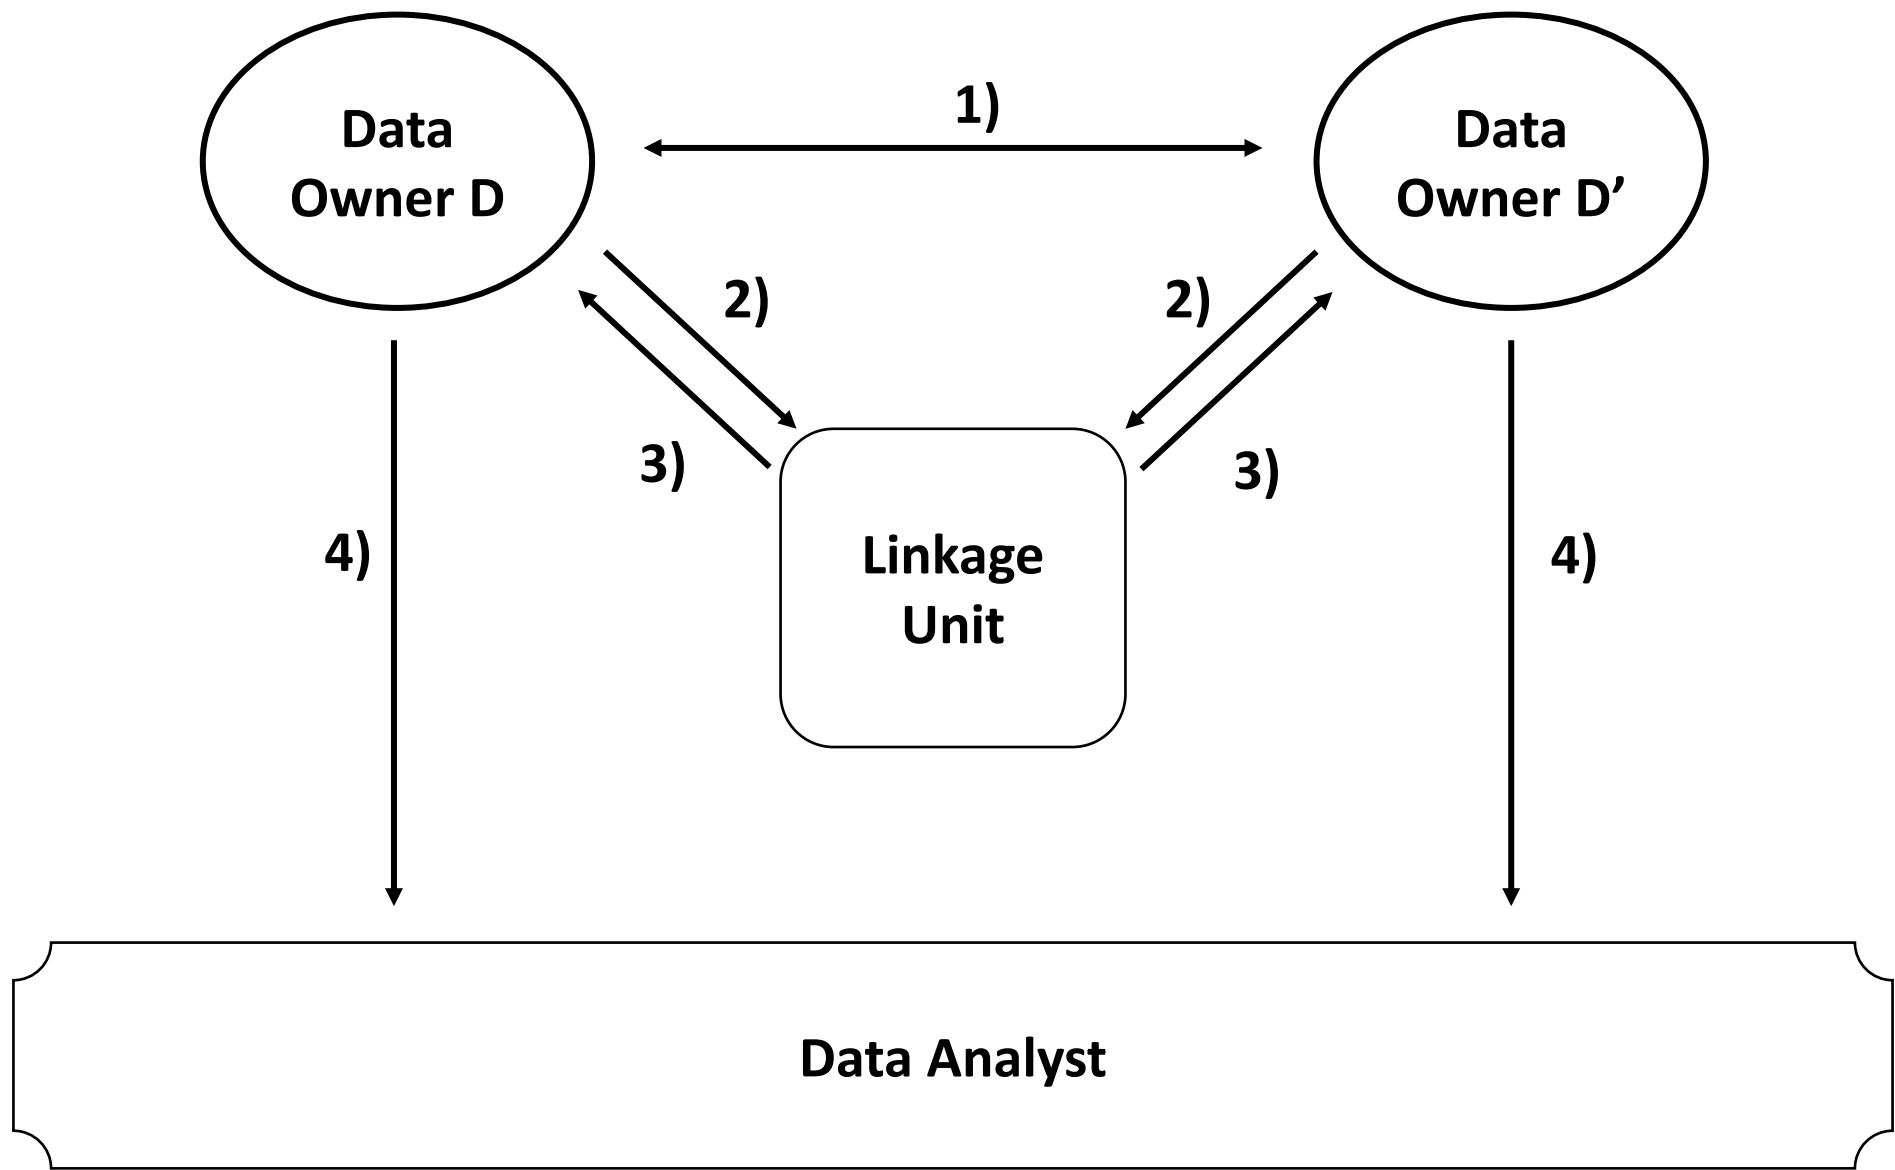 Data
Owner D
1)
Data
Owner D’
2)
2)
3)
3)
4)
4)
Linkage
Unit
Data Analyst